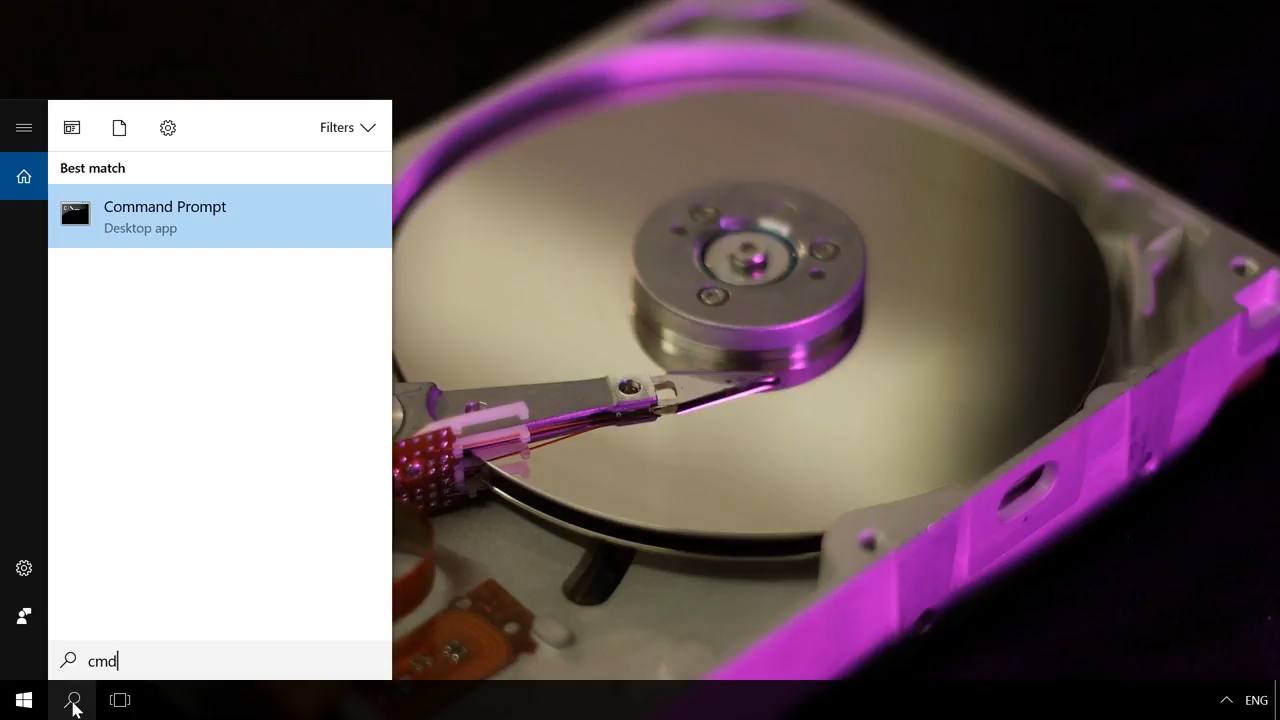 Filters
Best match
Command Prompt
Desktop app
cmd
ENG